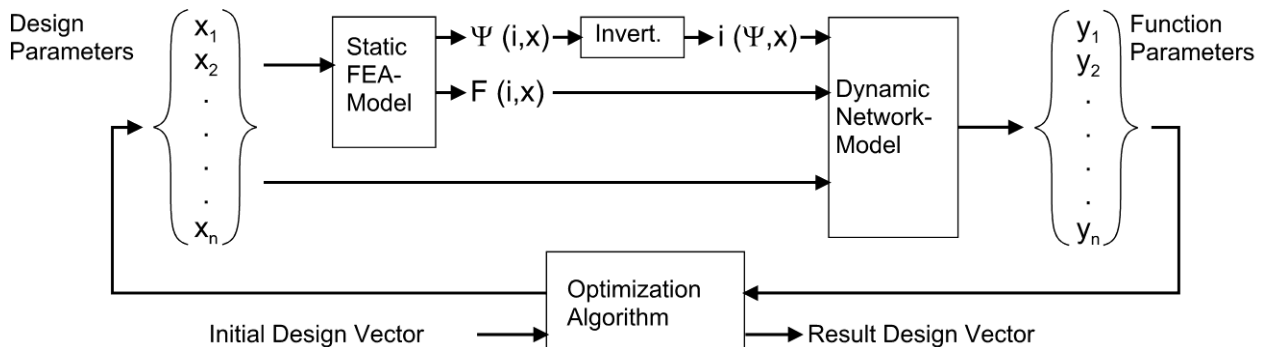 Design
Parameters
x1
x2
.
.
.
.
xn
Static
FEA-
Model
Ψ (i,x)
F (i,x)
Invert.
i (Ψ,x)
Dynamic
Network-
Model
y1
y2
.
.
.
.
yn
Function
Parameters
Optimization
Algorithm
Initial Design Vector
Result Design Vector